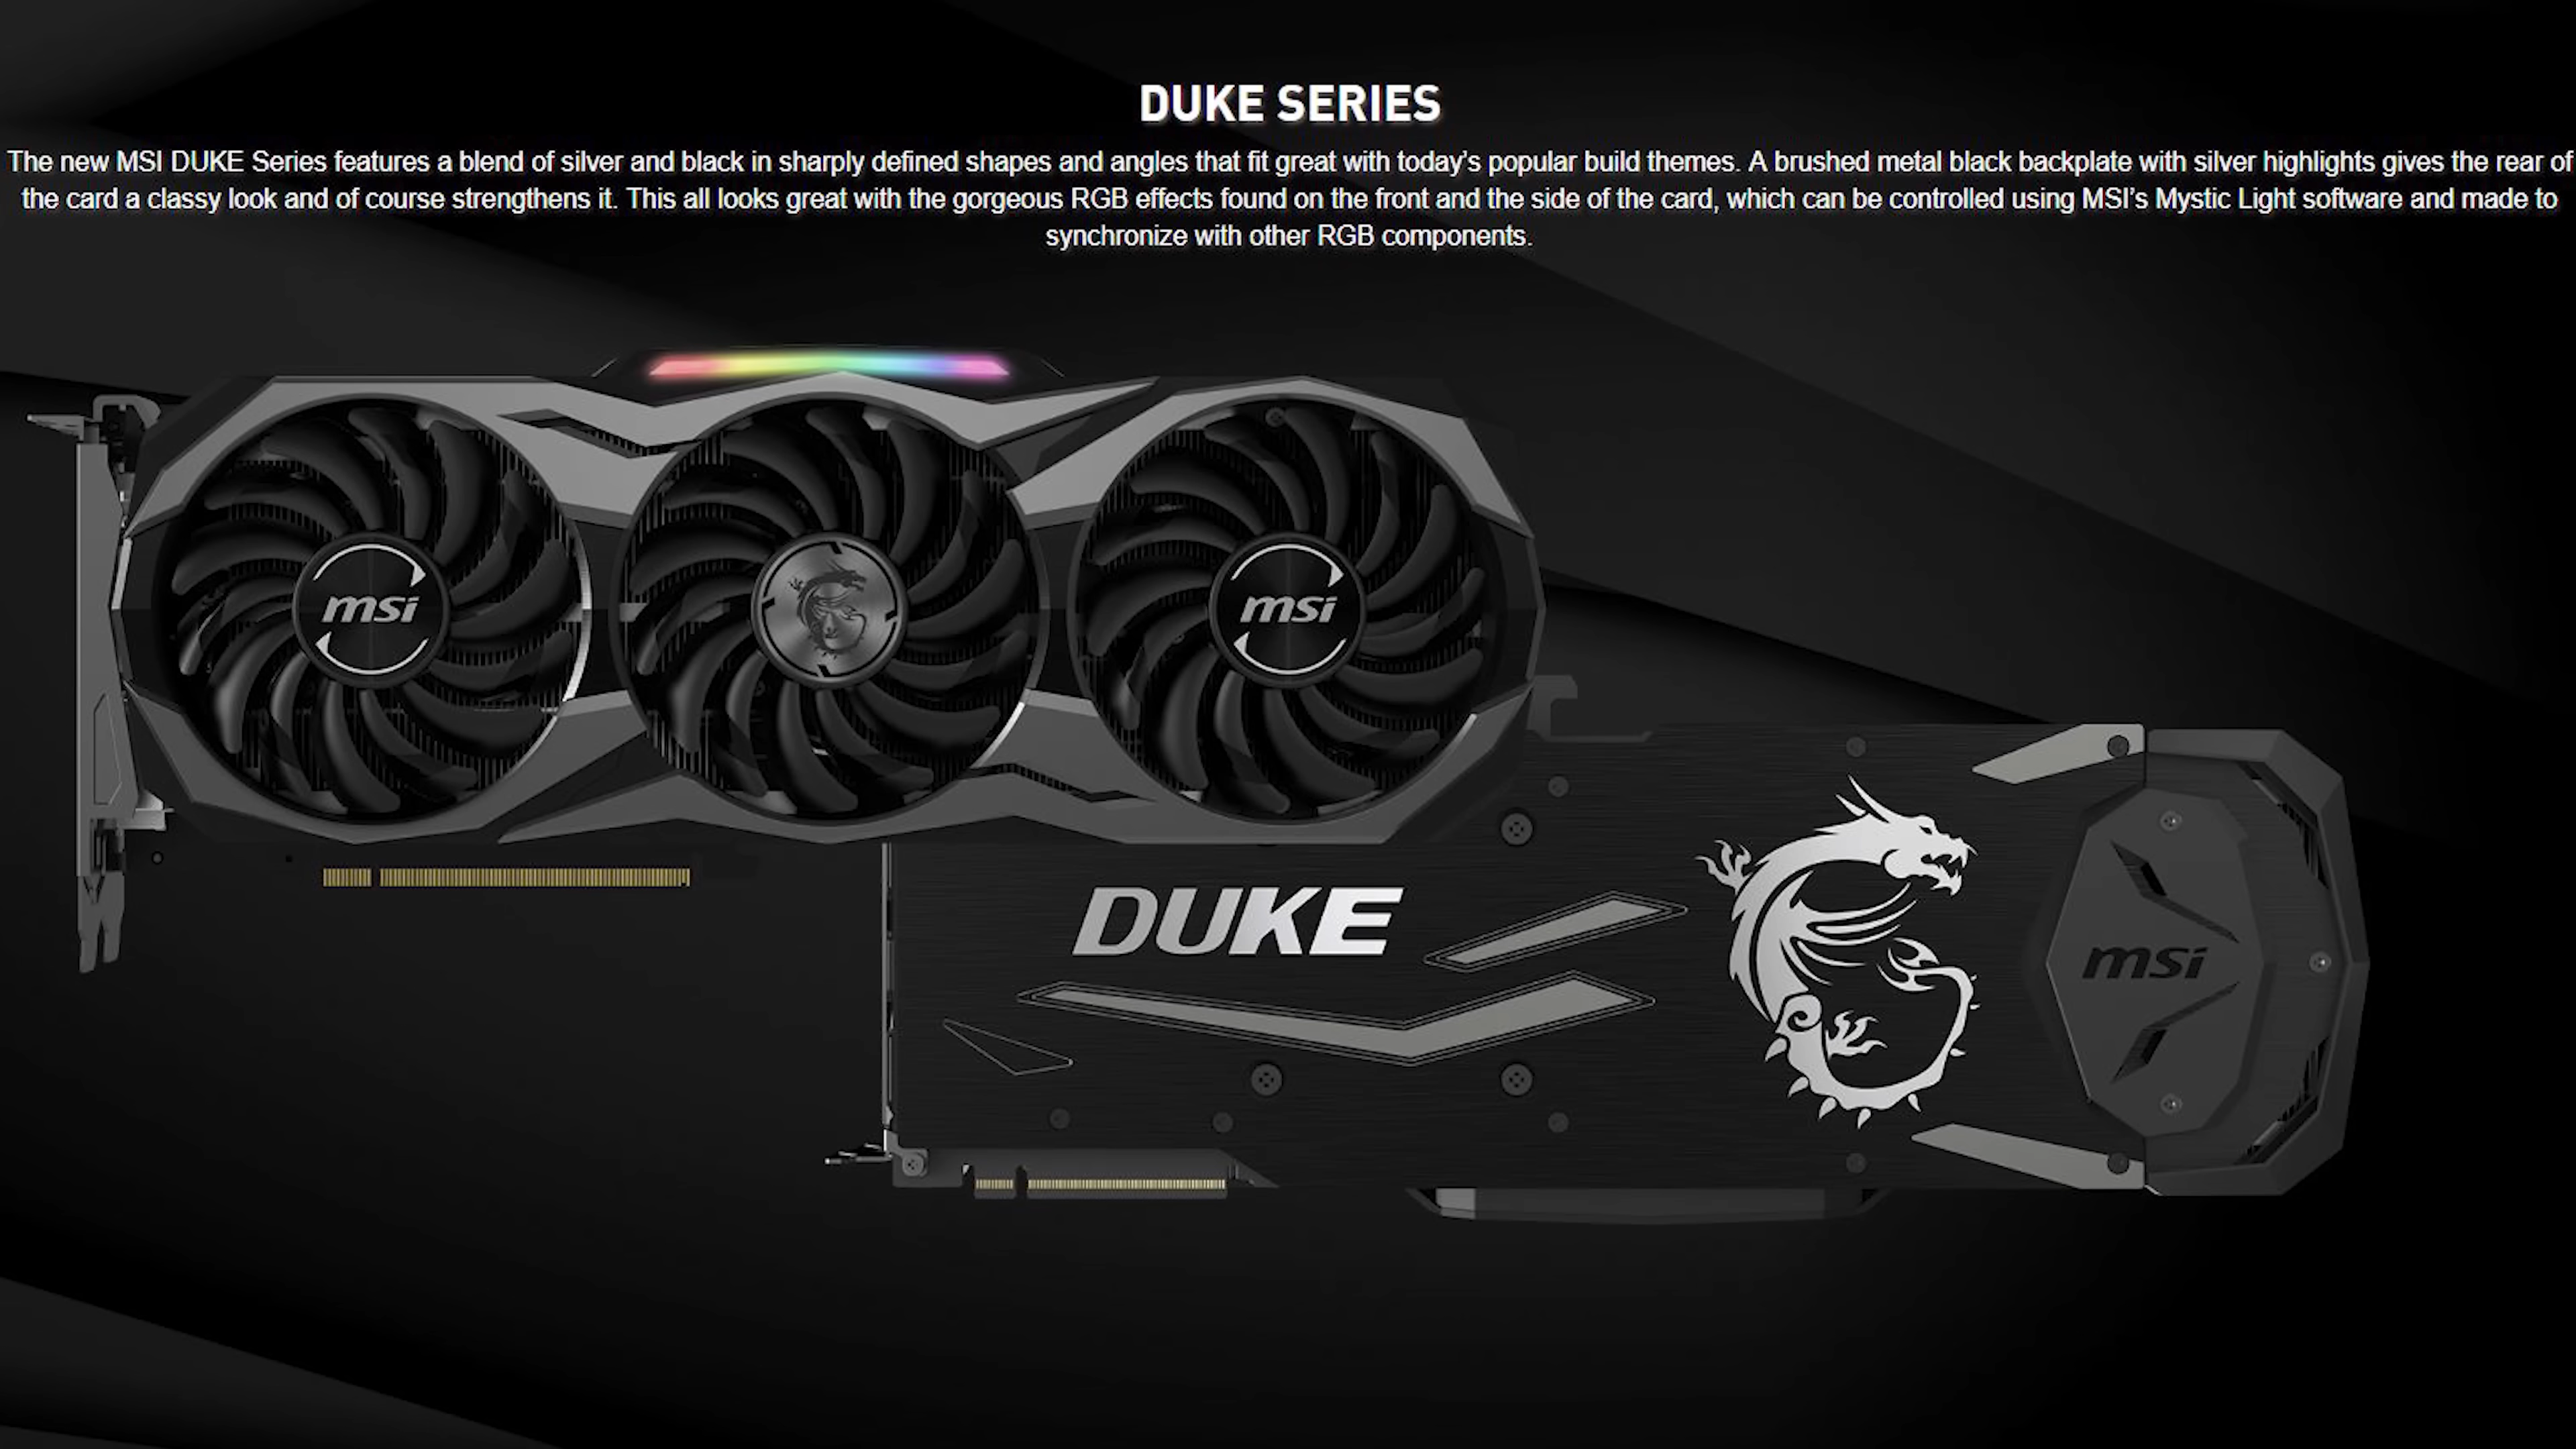 DUKE SERIES
The new MSI DUKE Series features a blend of silver and black in sharply defined shapes and angles that fit great with today's popular build themes. A brushed metal black backplate with silver highlights gives the rear of
the card a classy look and of course strengthens it. This all looks great with the gorgeous RGB effects found on the front and the side of the card, which can be controlled using MSI's Mystic Light software and made to
synchronize with other RGB components.
msi
msi
DUKE
msi